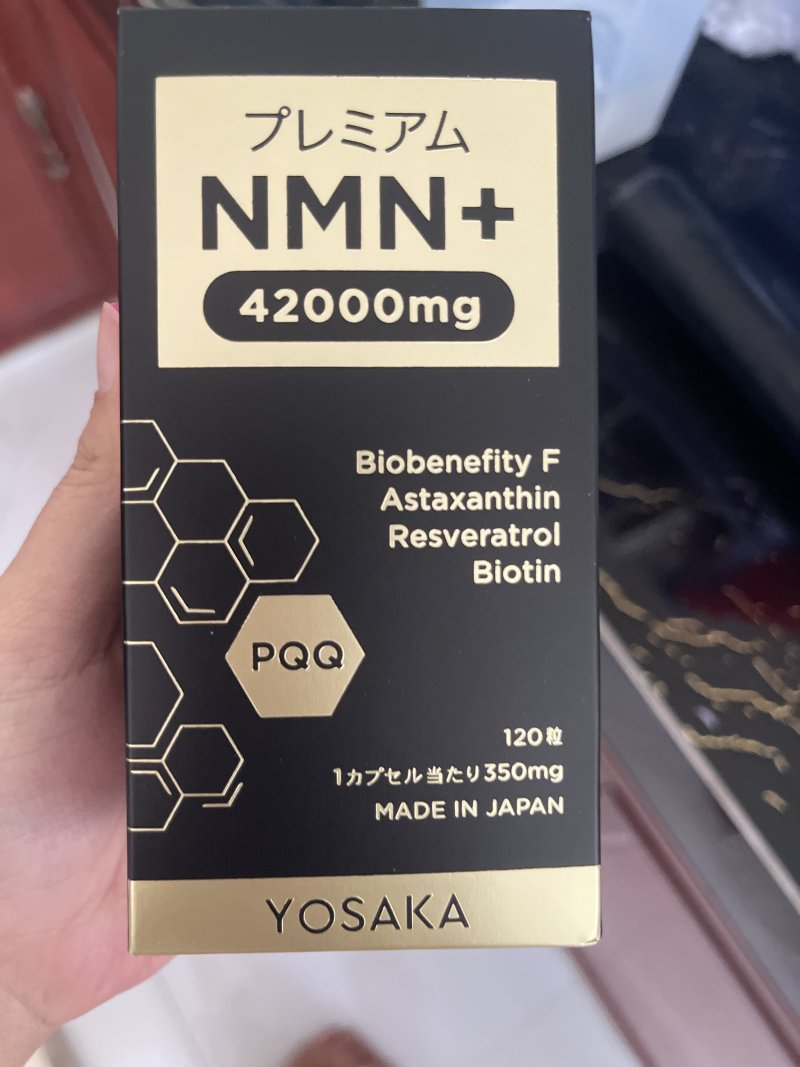 プレミアム
NMN+
42000mg
Biobenefity F
Astaxanthin
Resveratrol
Biotin
PQQ
120粒
1カプセル当たり350mg
MADE IN JAPAN
YOSAKA